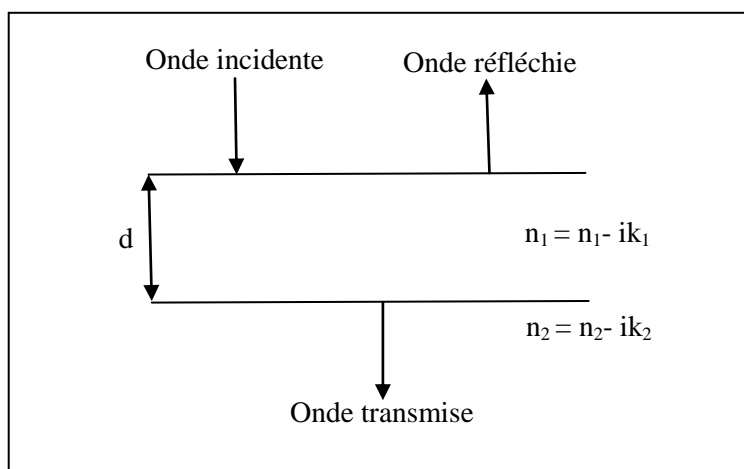 Onde incidente Onde réfléchie
d n₁ = n₁- ik₁
n₂ = n₂- ik₂
Onde transmise